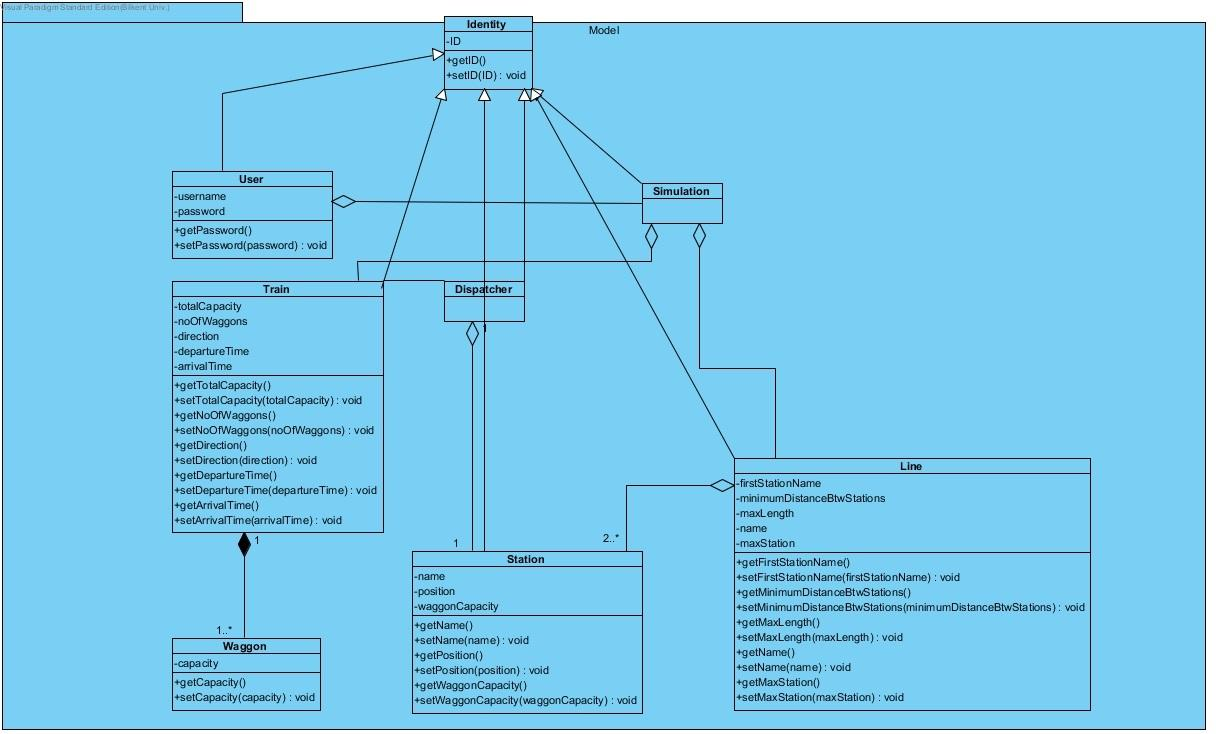 Visual Paradigm Standard Edition(Bilkent Univ.)
Model
Identity
-ID
+getID()
+setID(ID) : void
User
-username
-password
+getPassword()
+setPassword(password) : void
Simulation
Train
-totalCapacity
-noOfWaggons
-direction
-departureTime
-arrivalTime
+getTotalCapacity()
+setTotalCapacity(totalCapacity) : void
+getNoOfWaggons()
+setNoOfWaggons(noOfWaggons) : void
+getDirection()
+setDirection(direction) : void
+getDepartureTime()
+setDepartureTime(departureTime) : void
+getArrivalTime()
+setArrivalTime(arrivalTime) : void
Dispatcher
1
1
1..*
Waggon
-capacity
+getCapacity()
+setCapacity(capacity) : void
1
2..*
Station
-name
-position
-waggonCapacity
+getName()
+setName(name) : void
+getPosition()
+setPosition(position) : void
+getWaggonCapacity()
+setWaggonCapacity(waggonCapacity) : void
Line
-firstStationName
-minimumDistanceBtwStations
-maxLength
-name
-maxStation
+getFirstStationName()
+setFirstStationName(firstStationName) : void
+getMinimumDistanceBtwStations()
+setMinimumDistanceBtwStations(minimumDistanceBtwStations) : void
+getMaxLength()
+setMaxLength(maxLength) : void
+getName()
+setName(name) : void
+getMaxStation()
+setMaxStation(maxStation) : void